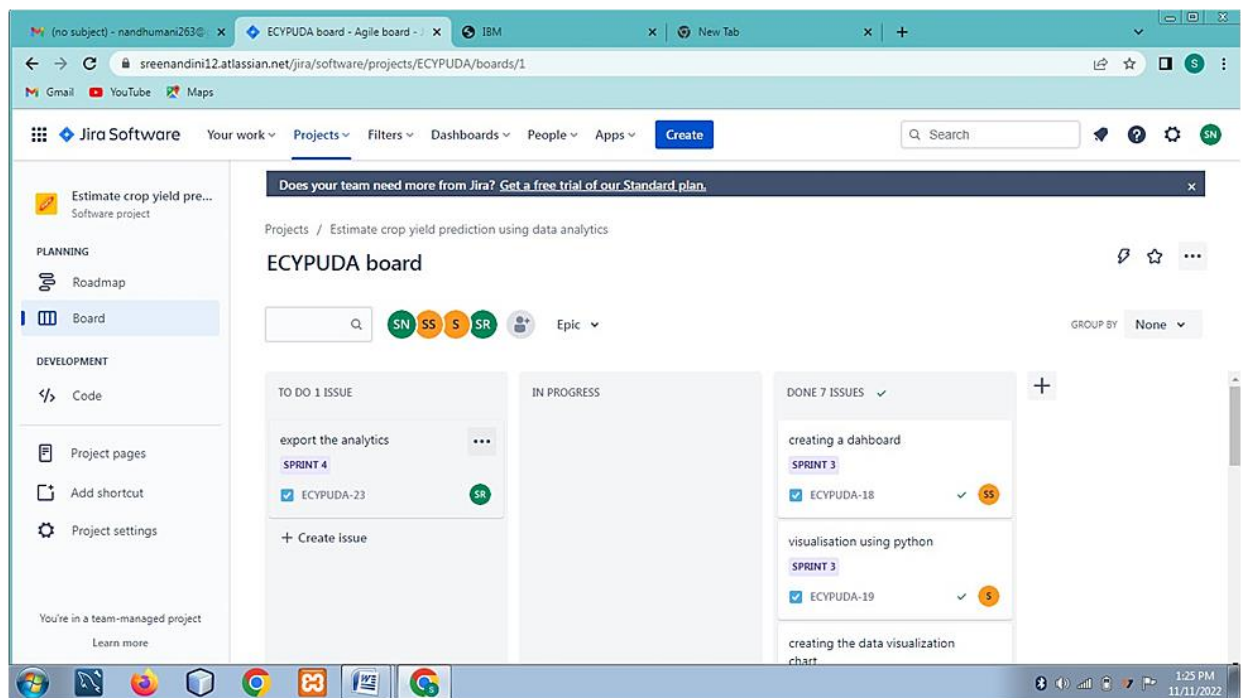 (no subject) - nandhumani263@
ECYPUDA board - Agile board - J
IBM
New Tab
sreenandini12.atlassian.net/jira/software/projects/ECYPUDA/boards/1
S
Gmail
YouTube
Maps
Jira Software
Your work
Projects
Filters
Dashboards
People
Apps
Create
Search
SN
Does your team need more from Jira? Get a free trial of our Standard plan.
Estimate crop yield pre...
Software project
PLANNING
Roadmap
Board
DEVELOPMENT
Code
Project pages
Add shortcut
Project settings
You're in a team-managed project
Learn more
Projects / Estimate crop yield prediction using data analytics
ECYPUDA board
SN SS S SR
Epic
GROUP BY None
TO DO 1 ISSUE
export the analytics
SPRINT 4
ECYPUDA-23
SR
+ Create issue
IN PROGRESS
DONE 7 ISSUES
creating a dahboard
SPRINT 3
ECYPUDA-18
SS
visualisation using python
SPRINT 3
ECYPUDA-19
S
creating the data visualization
chart
1:25 PM
11/11/2022